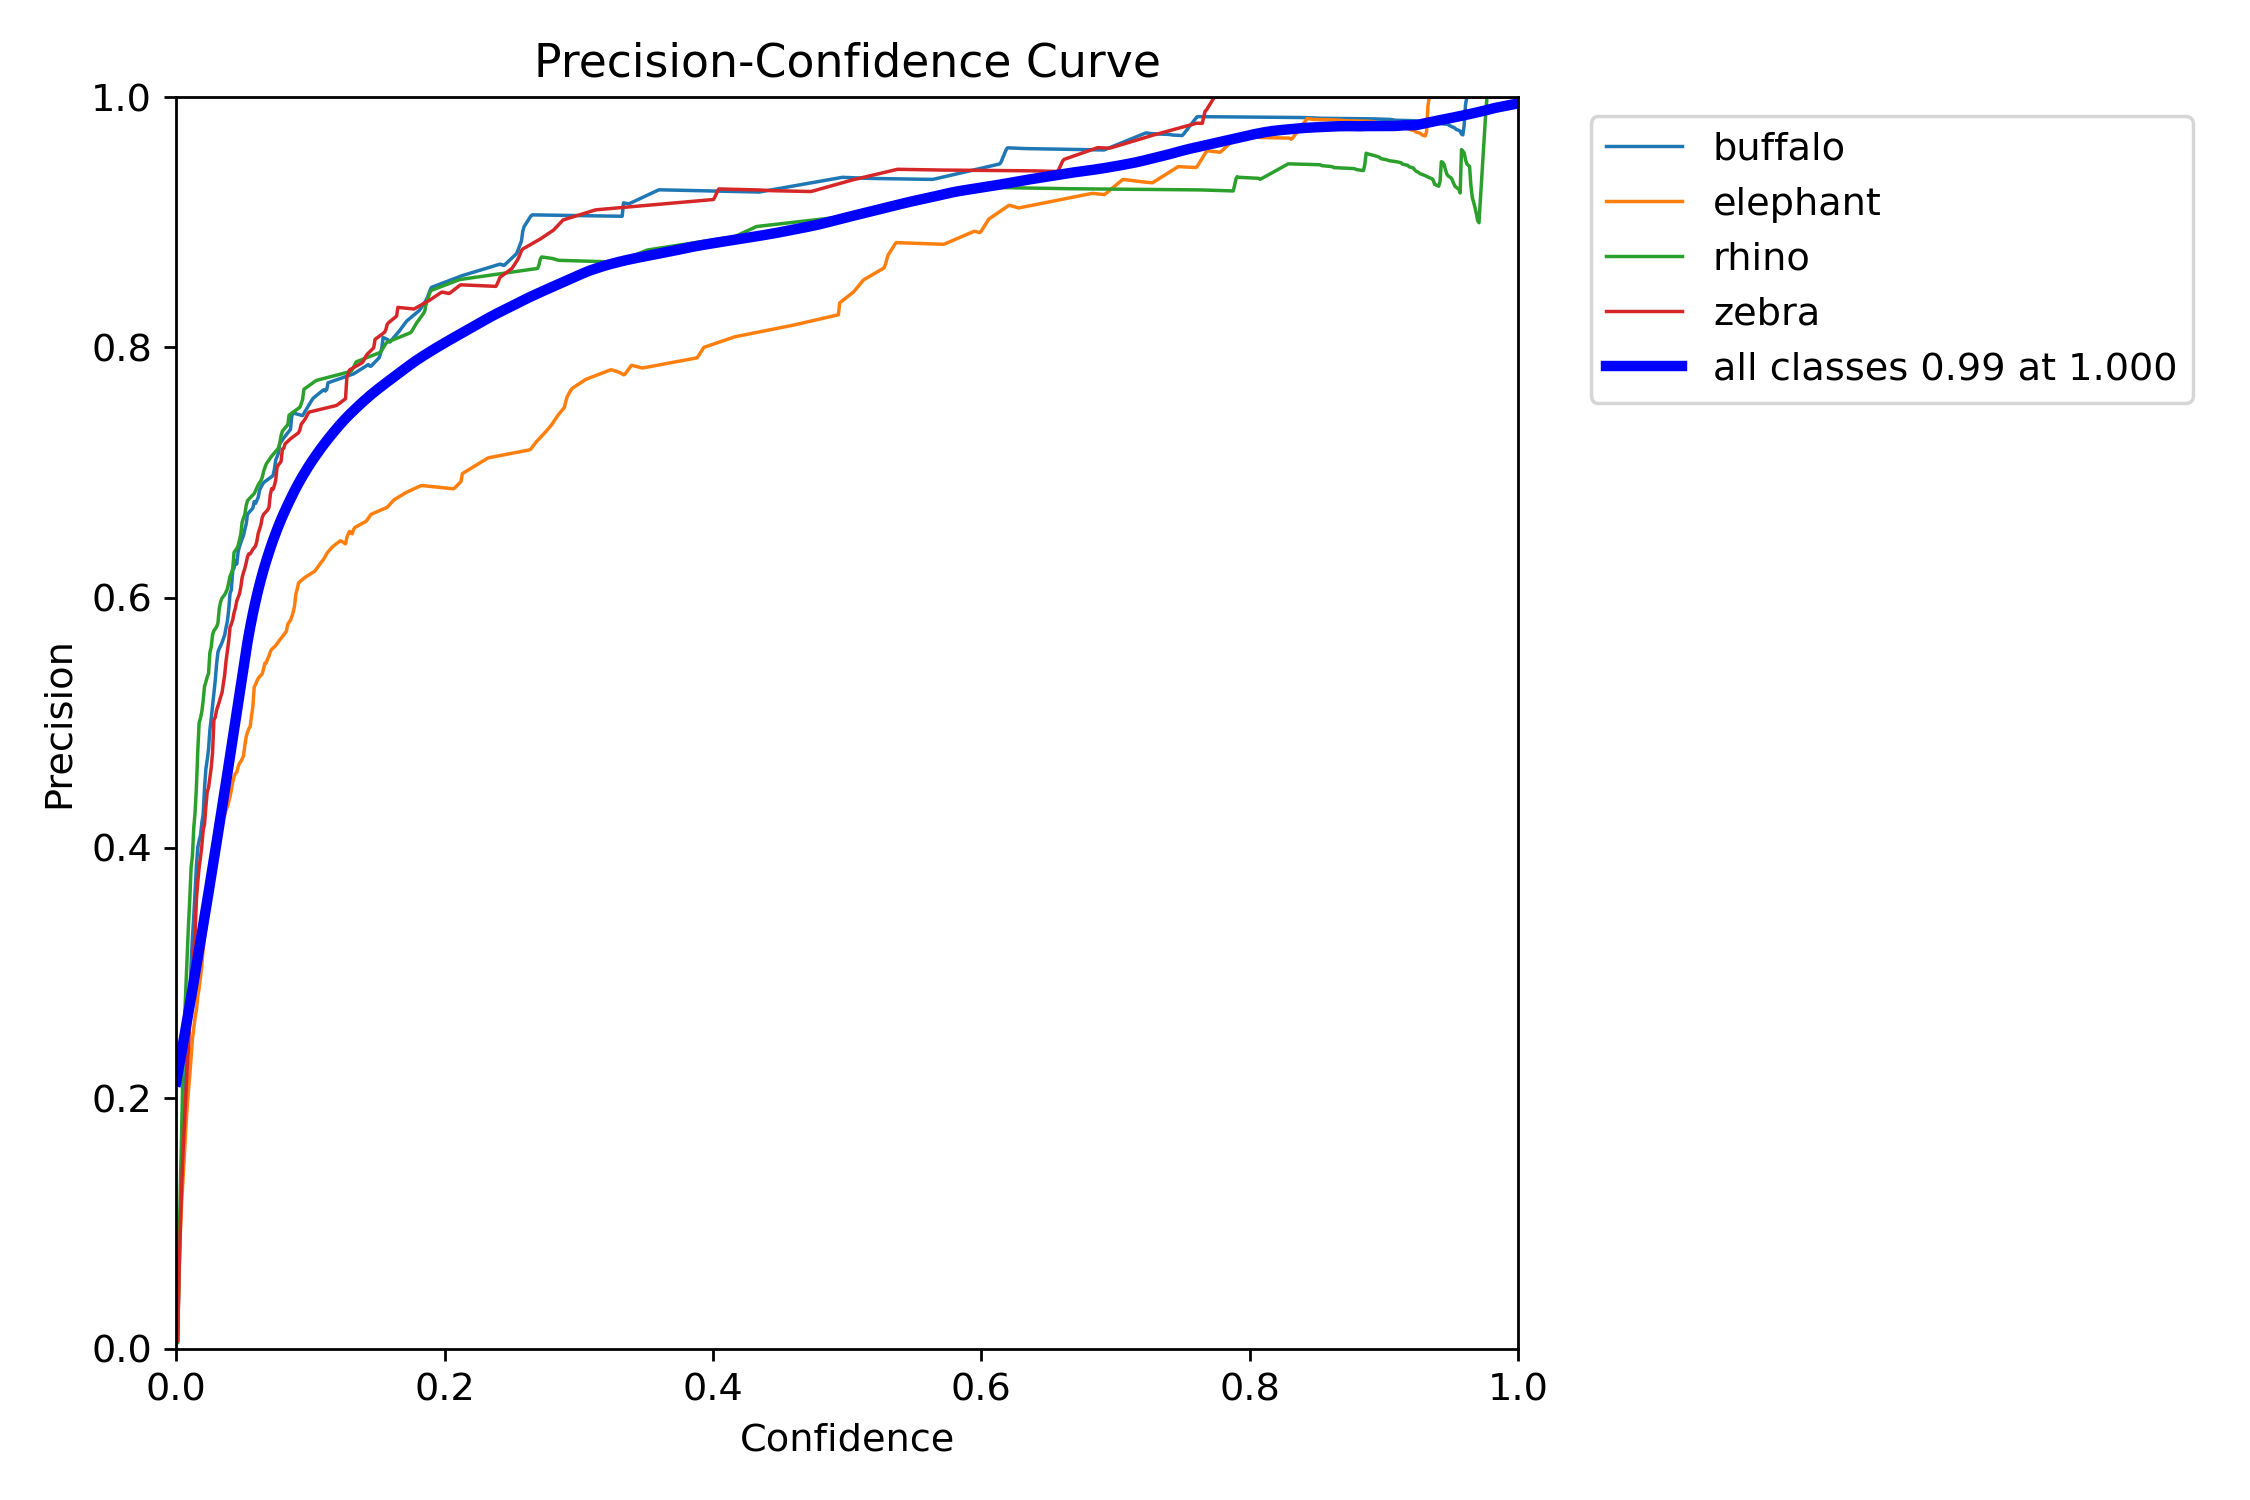 Precision-Confidence Curve
1.0
0.8
0.6
0.4
0.2
0.0
Precision
0.0 0.2 0.4 0.6 0.8 1.0
Confidence
buffalo
elephant
rhino
zebra
all classes 0.99 at 1.000